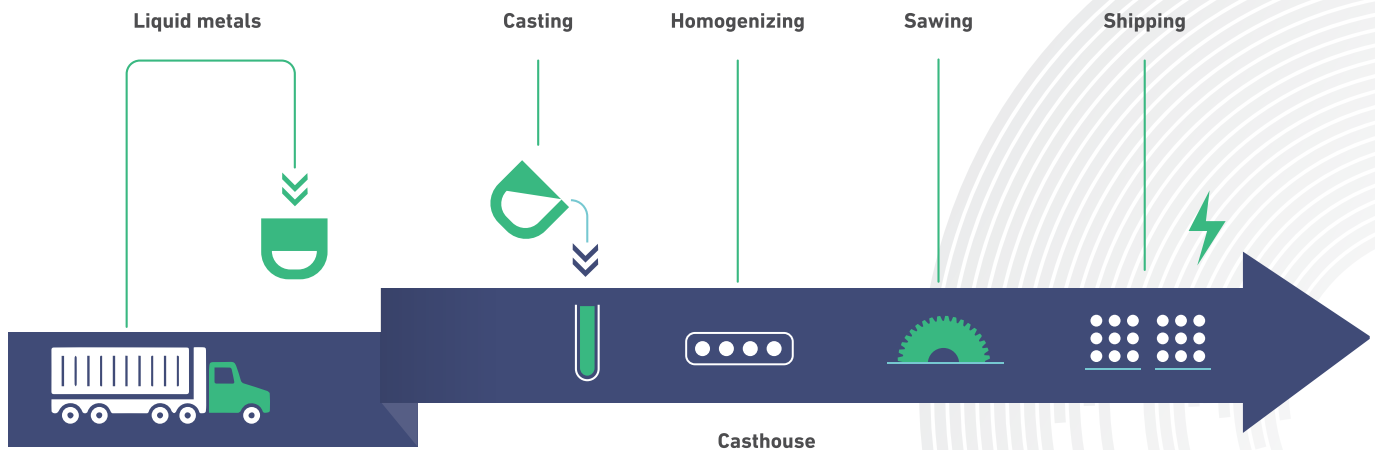 Liquid metals
Casting
Homogenizing
Sawing
Shipping
Casthouse